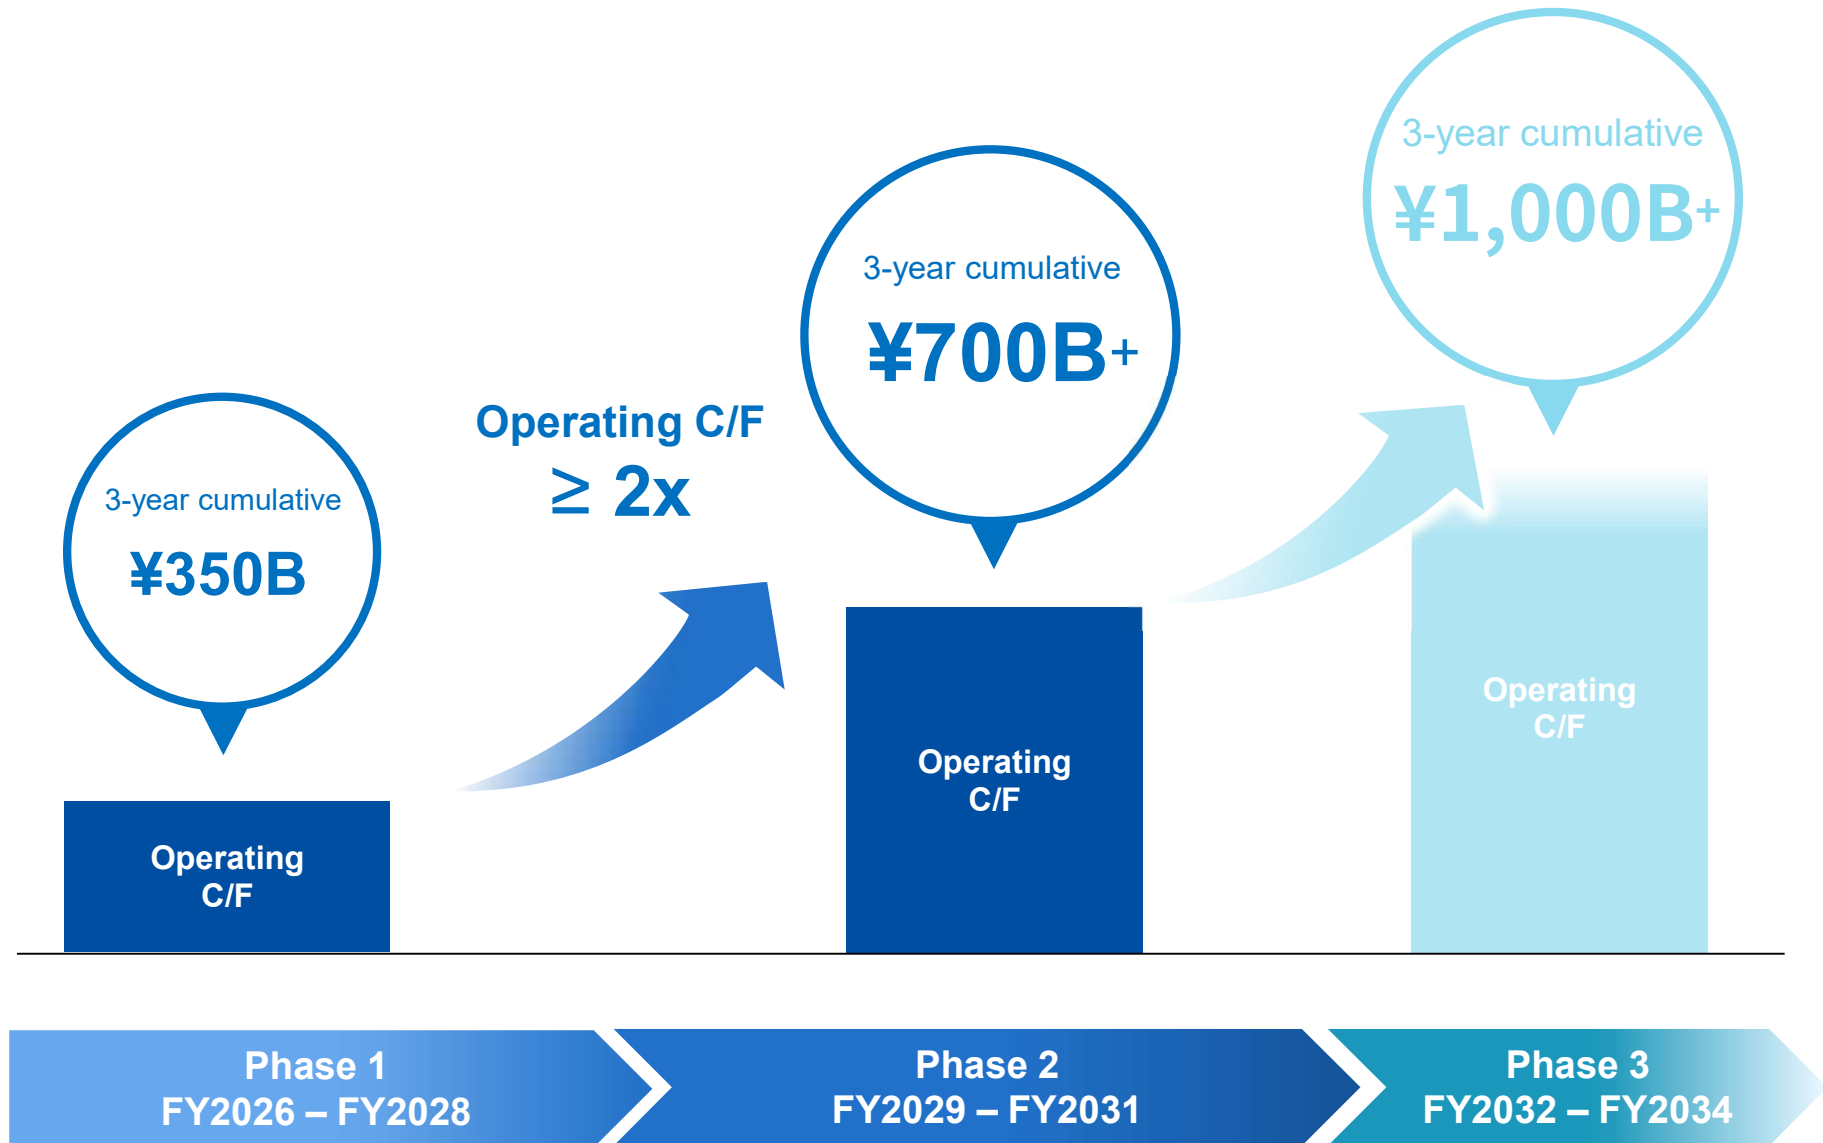 3-year cumulative
¥1,000B+
3-year cumulative
¥700B+
Operating C/F
≥ 2x
3-year cumulative
¥350B
Operating
C/F
Operating
C/F
Operating
C/F
Phase 1
FY2026 – FY2028
Phase 2
FY2029 – FY2031
Phase 3
FY2032 – FY2034